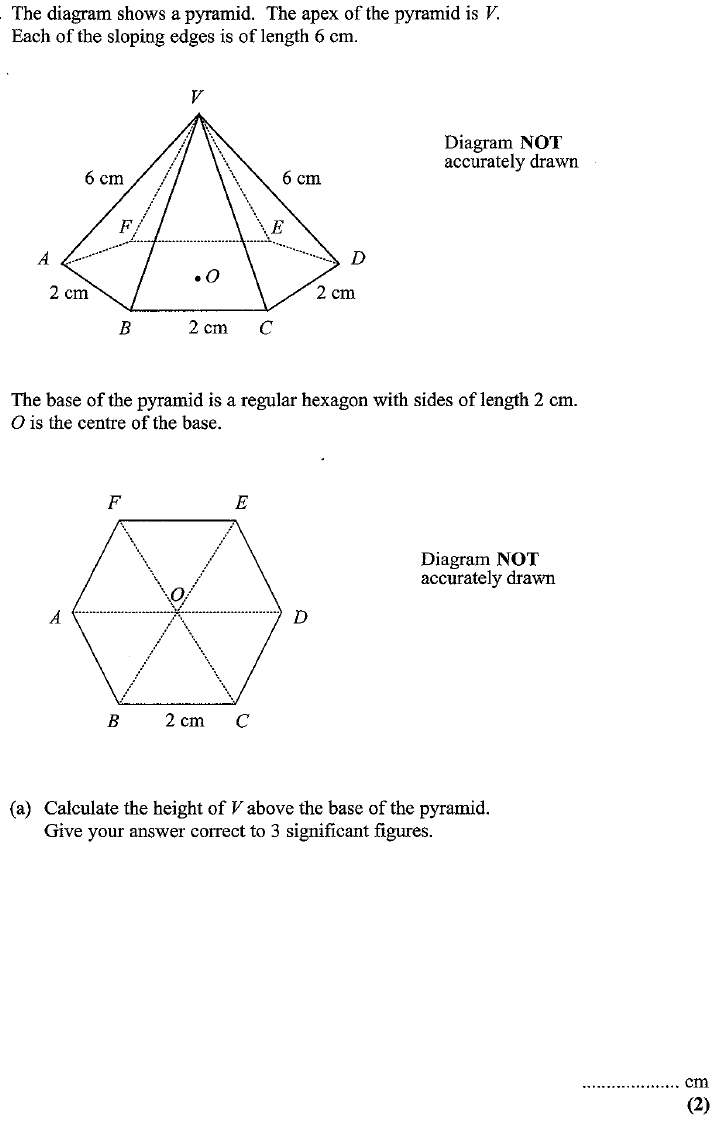 The diagram shows a pyramid. The apex of the pyramid is V.
Each of the sloping edges is of length 6 cm.
V
Diagram NOT
accurately drawn
6 cm
6 cm
F
E
A
D
O
2 cm
2 cm
B
2 cm
C
The base of the pyramid is a regular hexagon with sides of length 2 cm.
O is the centre of the base.
F
E
Diagram NOT
accurately drawn
O
A
D
B
2 cm
C
(a) Calculate the height of V above the base of the pyramid.
Give your answer correct to 3 significant figures.
.................... cm
(2)